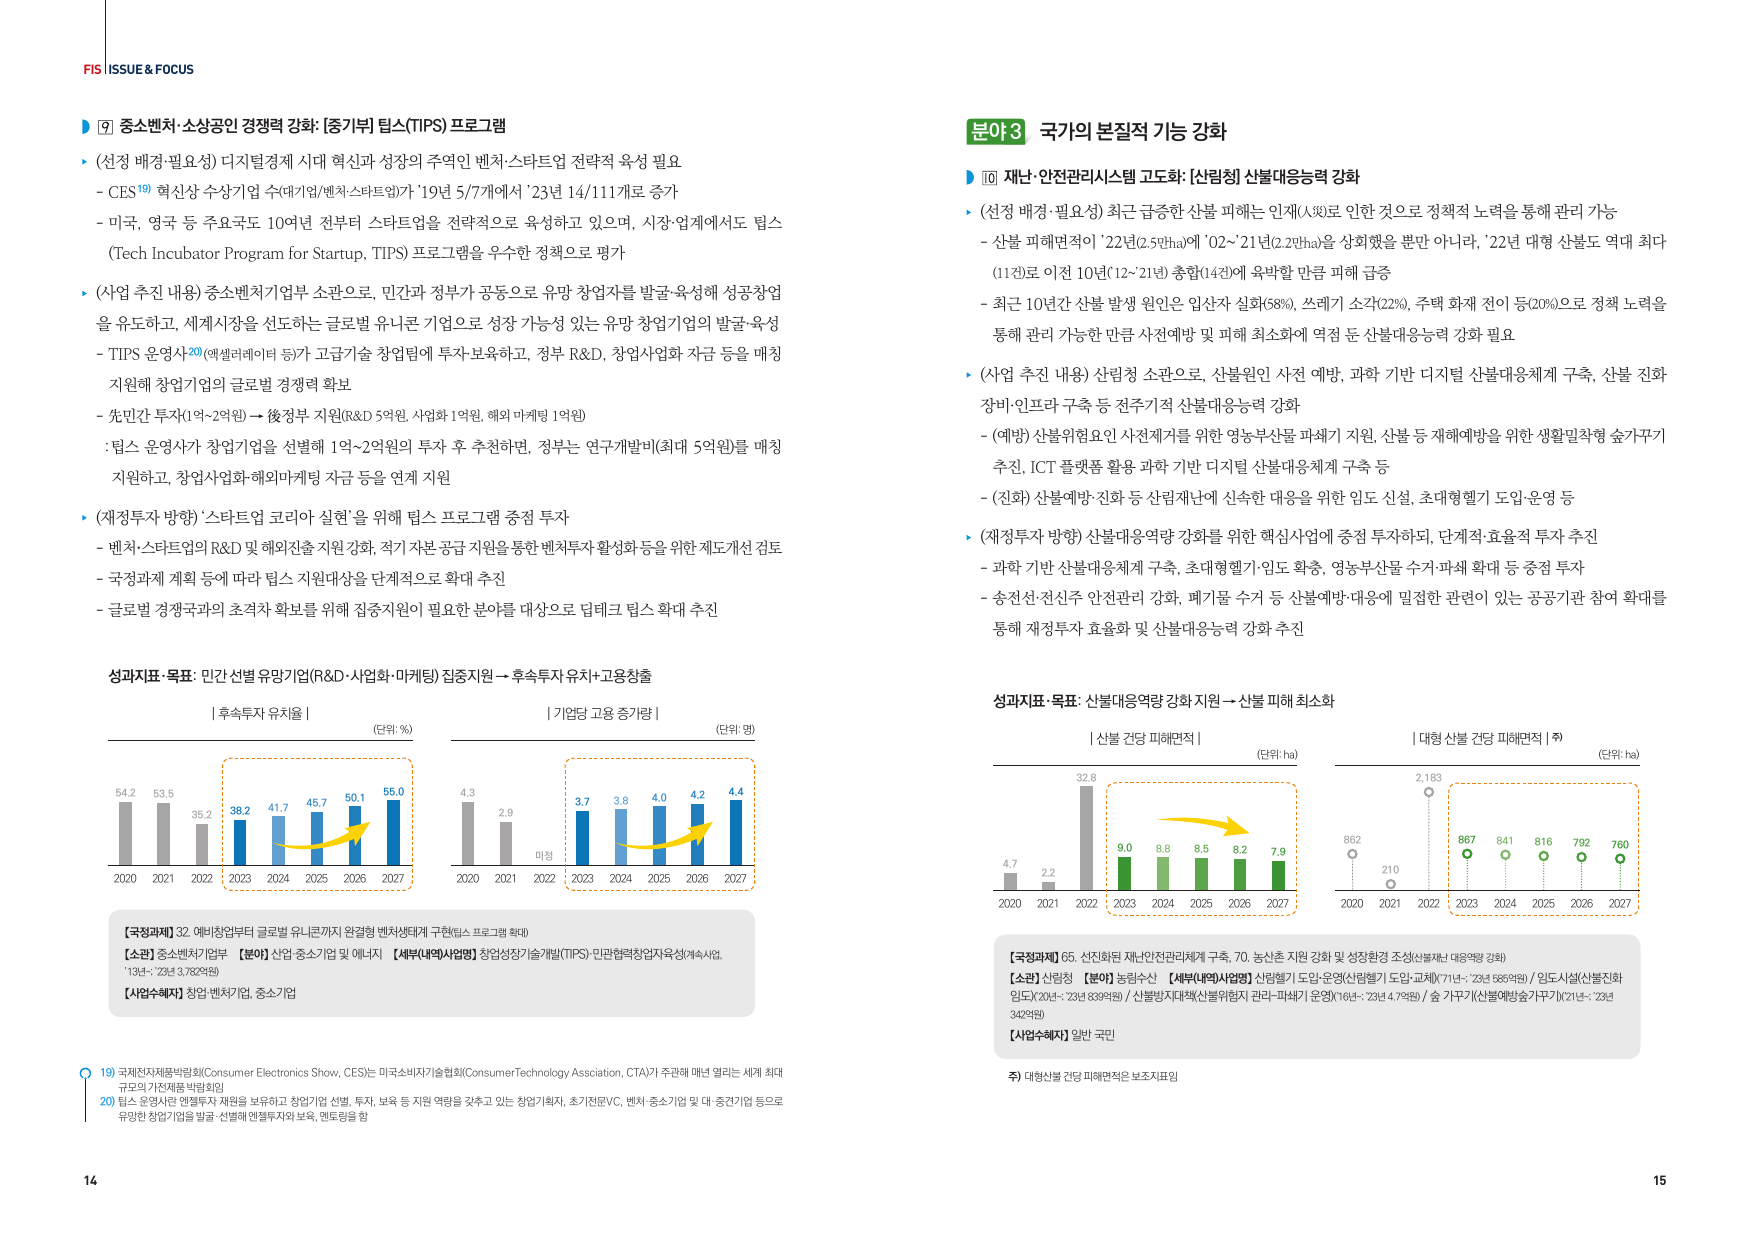 FIS ISSUE & FOCUS
9 중소벤처·소상공인 경쟁력 강화: [중기부] 팁스(TIPS) 프로그램
▸ (선정 배경·필요성) 디지털경제 시대 혁신과 성장의 주역인 벤처·스타트업 전략적 육성 필요
- CES19) 혁신상 수상기업 수(대기업/벤처·스타트업)가 ’19년 5/7개에서 ’23년 14/111개로 증가
- 미국, 영국 등 주요국도 10여년 전부터 스타트업을 전략적으로 육성하고 있으며, 시장·업계에서도 팁스
(Tech Incubator Program for Startup, TIPS) 프로그램을 우수한 정책으로 평가
▸ (사업 추진 내용) 중소벤처기업부 소관으로, 민간과 정부가 공동으로 유망 창업자를 발굴·육성해 성공창업
을 유도하고, 세계시장을 선도하는 글로벌 유니콘 기업으로 성장 가능성 있는 유망 창업기업의 발굴·육성
- TIPS 운영사20)(액셀러레이터 등)가 고급기술 창업팀에 투자·보육하고, 정부 R&D, 창업사업화 자금 등을 매칭
지원해 창업기업의 글로벌 경쟁력 확보
- 先민간 투자(1억~2억원) → 後정부 지원(R&D 5억원, 사업화 1억원, 해외 마케팅 1억원)
: 팁스 운영사가 창업기업을 선별해 1억~2억원의 투자 후 추천하면, 정부는 연구개발비(최대 5억원)를 매칭
지원하고, 창업사업화·해외마케팅 자금 등을 연계 지원
▸ (재정투자 방향) ‘스타트업 코리아 실현’을 위해 팁스 프로그램 중점 투자
- 벤처·스타트업의 R&D 및 해외진출 지원 강화, 적기 자본 공급 지원을 통한 벤처투자 활성화 등을 위한 제도개선 검토
- 국정과제 계획 등에 따라 팁스 지원대상을 단계적으로 확대 추진
- 글로벌 경쟁국과의 초격차 확보를 위해 집중지원이 필요한 분야를 대상으로 딥테크 팁스 확대 추진
성과지표·목표: 민간 선별 유망기업(R&D·사업화·마케팅) 집중지원 → 후속투자 유치+고용창출
| 후속투자 유치율 |
(단위: %)
54.2 53.5 35.2 38.2 41.7 45.7 50.1 55.0
2020 2021 2022 2023 2024 2025 2026 2027
| 기업당 고용 증가량 |
(단위: 명)
4.3 2.9 미정 3.7 3.8 4.0 4.2 4.4
2020 2021 2022 2023 2024 2025 2026 2027
【국정과제】 32. 예비창업부터 글로벌 유니콘까지 완결형 벤처생태계 구현(팁스 프로그램 확대)
【소관】 중소벤처기업부 【분야】 산업·중소기업 및 에너지 【세부(내역)사업명】 창업성장기술개발(TIPS)·민관협력창업자육성(계속사업,
’13년~; ’23년 3,782억원)
【사업수혜자】 창업·벤처기업, 중소기업
19) 국제전자제품박람회(Consumer Electronics Show, CES)는 미국소비자기술협회(ConsumerTechnology Assciation, CTA)가 주관해 매년 열리는 세계 최대
규모의 가전제품 박람회임
20) 팁스 운영사란 엔젤투자 재원을 보유하고 창업기업 선별, 투자, 보육 등 지원 역량을 갖추고 있는 창업기획자, 초기전문VC, 벤처·중소기업 및 대·중견기업 등으로
유망한 창업기업을 발굴·선별해 엔젤투자와 보육, 멘토링을 함
14
분야 3 국가의 본질적 기능 강화
10 재난·안전관리시스템 고도화: [산림청] 산불대응능력 강화
▸ (선정 배경·필요성) 최근 급증한 산불 피해는 인재(人災)로 인한 것으로 정책적 노력을 통해 관리 가능
- 산불 피해면적이 ’22년(2.5만ha)에 ’02~’21년(2.2만ha)을 상회했을 뿐만 아니라, ’22년 대형 산불도 역대 최다
(11건)로 이전 10년(’12~’21년) 총합(14건)에 육박할 만큼 피해 급증
- 최근 10년간 산불 발생 원인은 입산자 실화(58%), 쓰레기 소각(22%), 주택 화재 전이 등(20%)으로 정책 노력을
통해 관리 가능한 만큼 사전예방 및 피해 최소화에 역점 둔 산불대응능력 강화 필요
▸ (사업 추진 내용) 산림청 소관으로, 산불원인 사전 예방, 과학 기반 디지털 산불대응체계 구축, 산불 진화
장비·인프라 구축 등 전주기적 산불대응능력 강화
- (예방) 산불위험요인 사전제거를 위한 영농부산물 파쇄기 지원, 산불 등 재해예방을 위한 생활밀착형 숲가꾸기
추진, ICT 플랫폼 활용 과학 기반 디지털 산불대응체계 구축 등
- (진화) 산불예방·진화 등 산림재난에 신속한 대응을 위한 임도 신설, 초대형헬기 도입·운영 등
▸ (재정투자 방향) 산불대응역량 강화를 위한 핵심사업에 중점 투자하되, 단계적·효율적 투자 추진
- 과학 기반 산불대응체계 구축, 초대형헬기·임도 확충, 영농부산물 수거·파쇄 확대 등 중점 투자
- 송전선·전신주 안전관리 강화, 폐기물 수거 등 산불예방·대응에 밀접한 관련이 있는 공공기관 참여 확대를
통해 재정투자 효율화 및 산불대응능력 강화 추진
성과지표·목표: 산불대응역량 강화 지원 → 산불 피해 최소화
| 산불 건당 피해면적 |
(단위: ha)
4.7 2.2 32.8 9.0 8.8 8.5 8.2 7.9
2020 2021 2022 2023 2024 2025 2026 2027
| 대형 산불 건당 피해면적 | 주)
(단위: ha)
862 210 2,183 867 841 816 792 760
2020 2021 2022 2023 2024 2025 2026 2027
【국정과제】 65. 선진화된 재난안전관리체계 구축, 70. 농산촌 지원 강화 및 성장환경 조성(산불재난 대응역량 강화)
【소관】 산림청 【분야】 농림수산 【세부(내역)사업명】 산림헬기 도입·운영(산림헬기 도입·교체)(’71년~; ’23년 585억원) / 임도시설(산불진화
임도)(’20년~; ’23년 839억원) / 산불방지대책(산불위험지 관리-파쇄기 운영)(’16년~; ’23년 4.7억원) / 숲 가꾸기(산불예방숲가꾸기)(’21년~; ’23년
342억원)
【사업수혜자】 일반 국민
주) 대형산불 건당 피해면적은 보조지표임
15